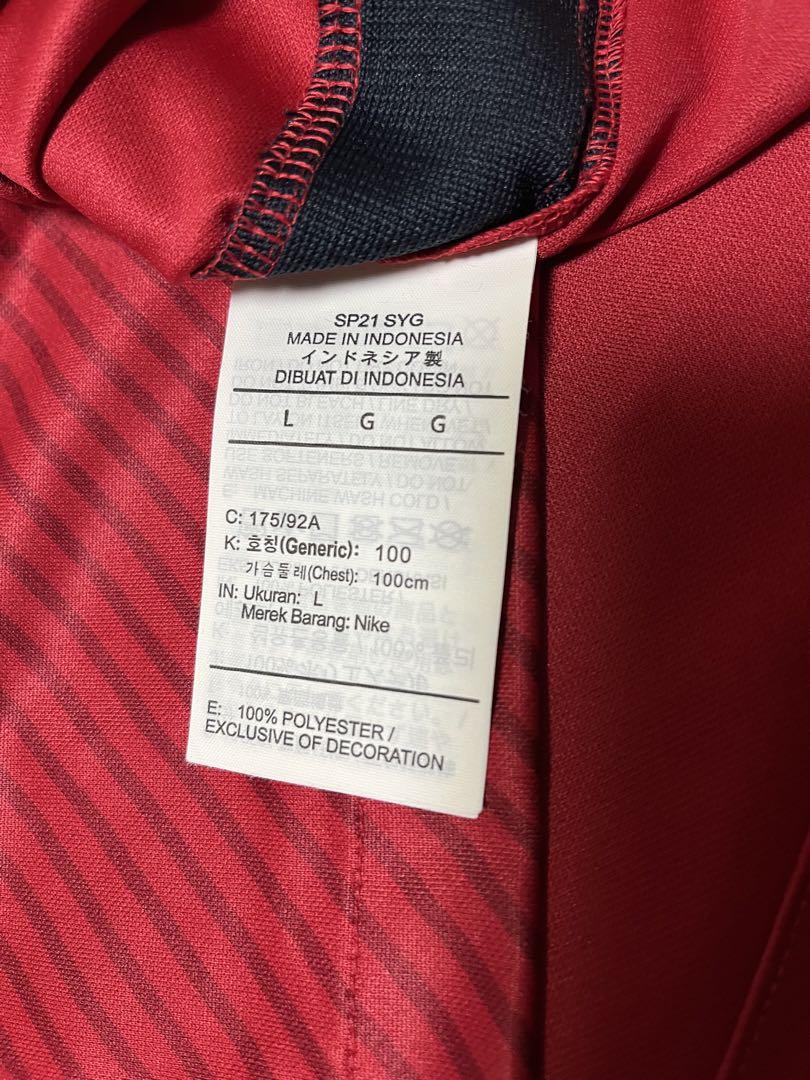 SP21 SYG
MADE IN INDONESIA
インドネシア製
DIBUAT DI INDONESIA
L G G
C: 175/92A
K: 호칭(Generic): 100
가슴둘레(Chest): 100cm
IN: Ukuran: L
Merek Barang: Nike
E: 100% POLYESTER /
EXCLUSIVE OF DECORATION